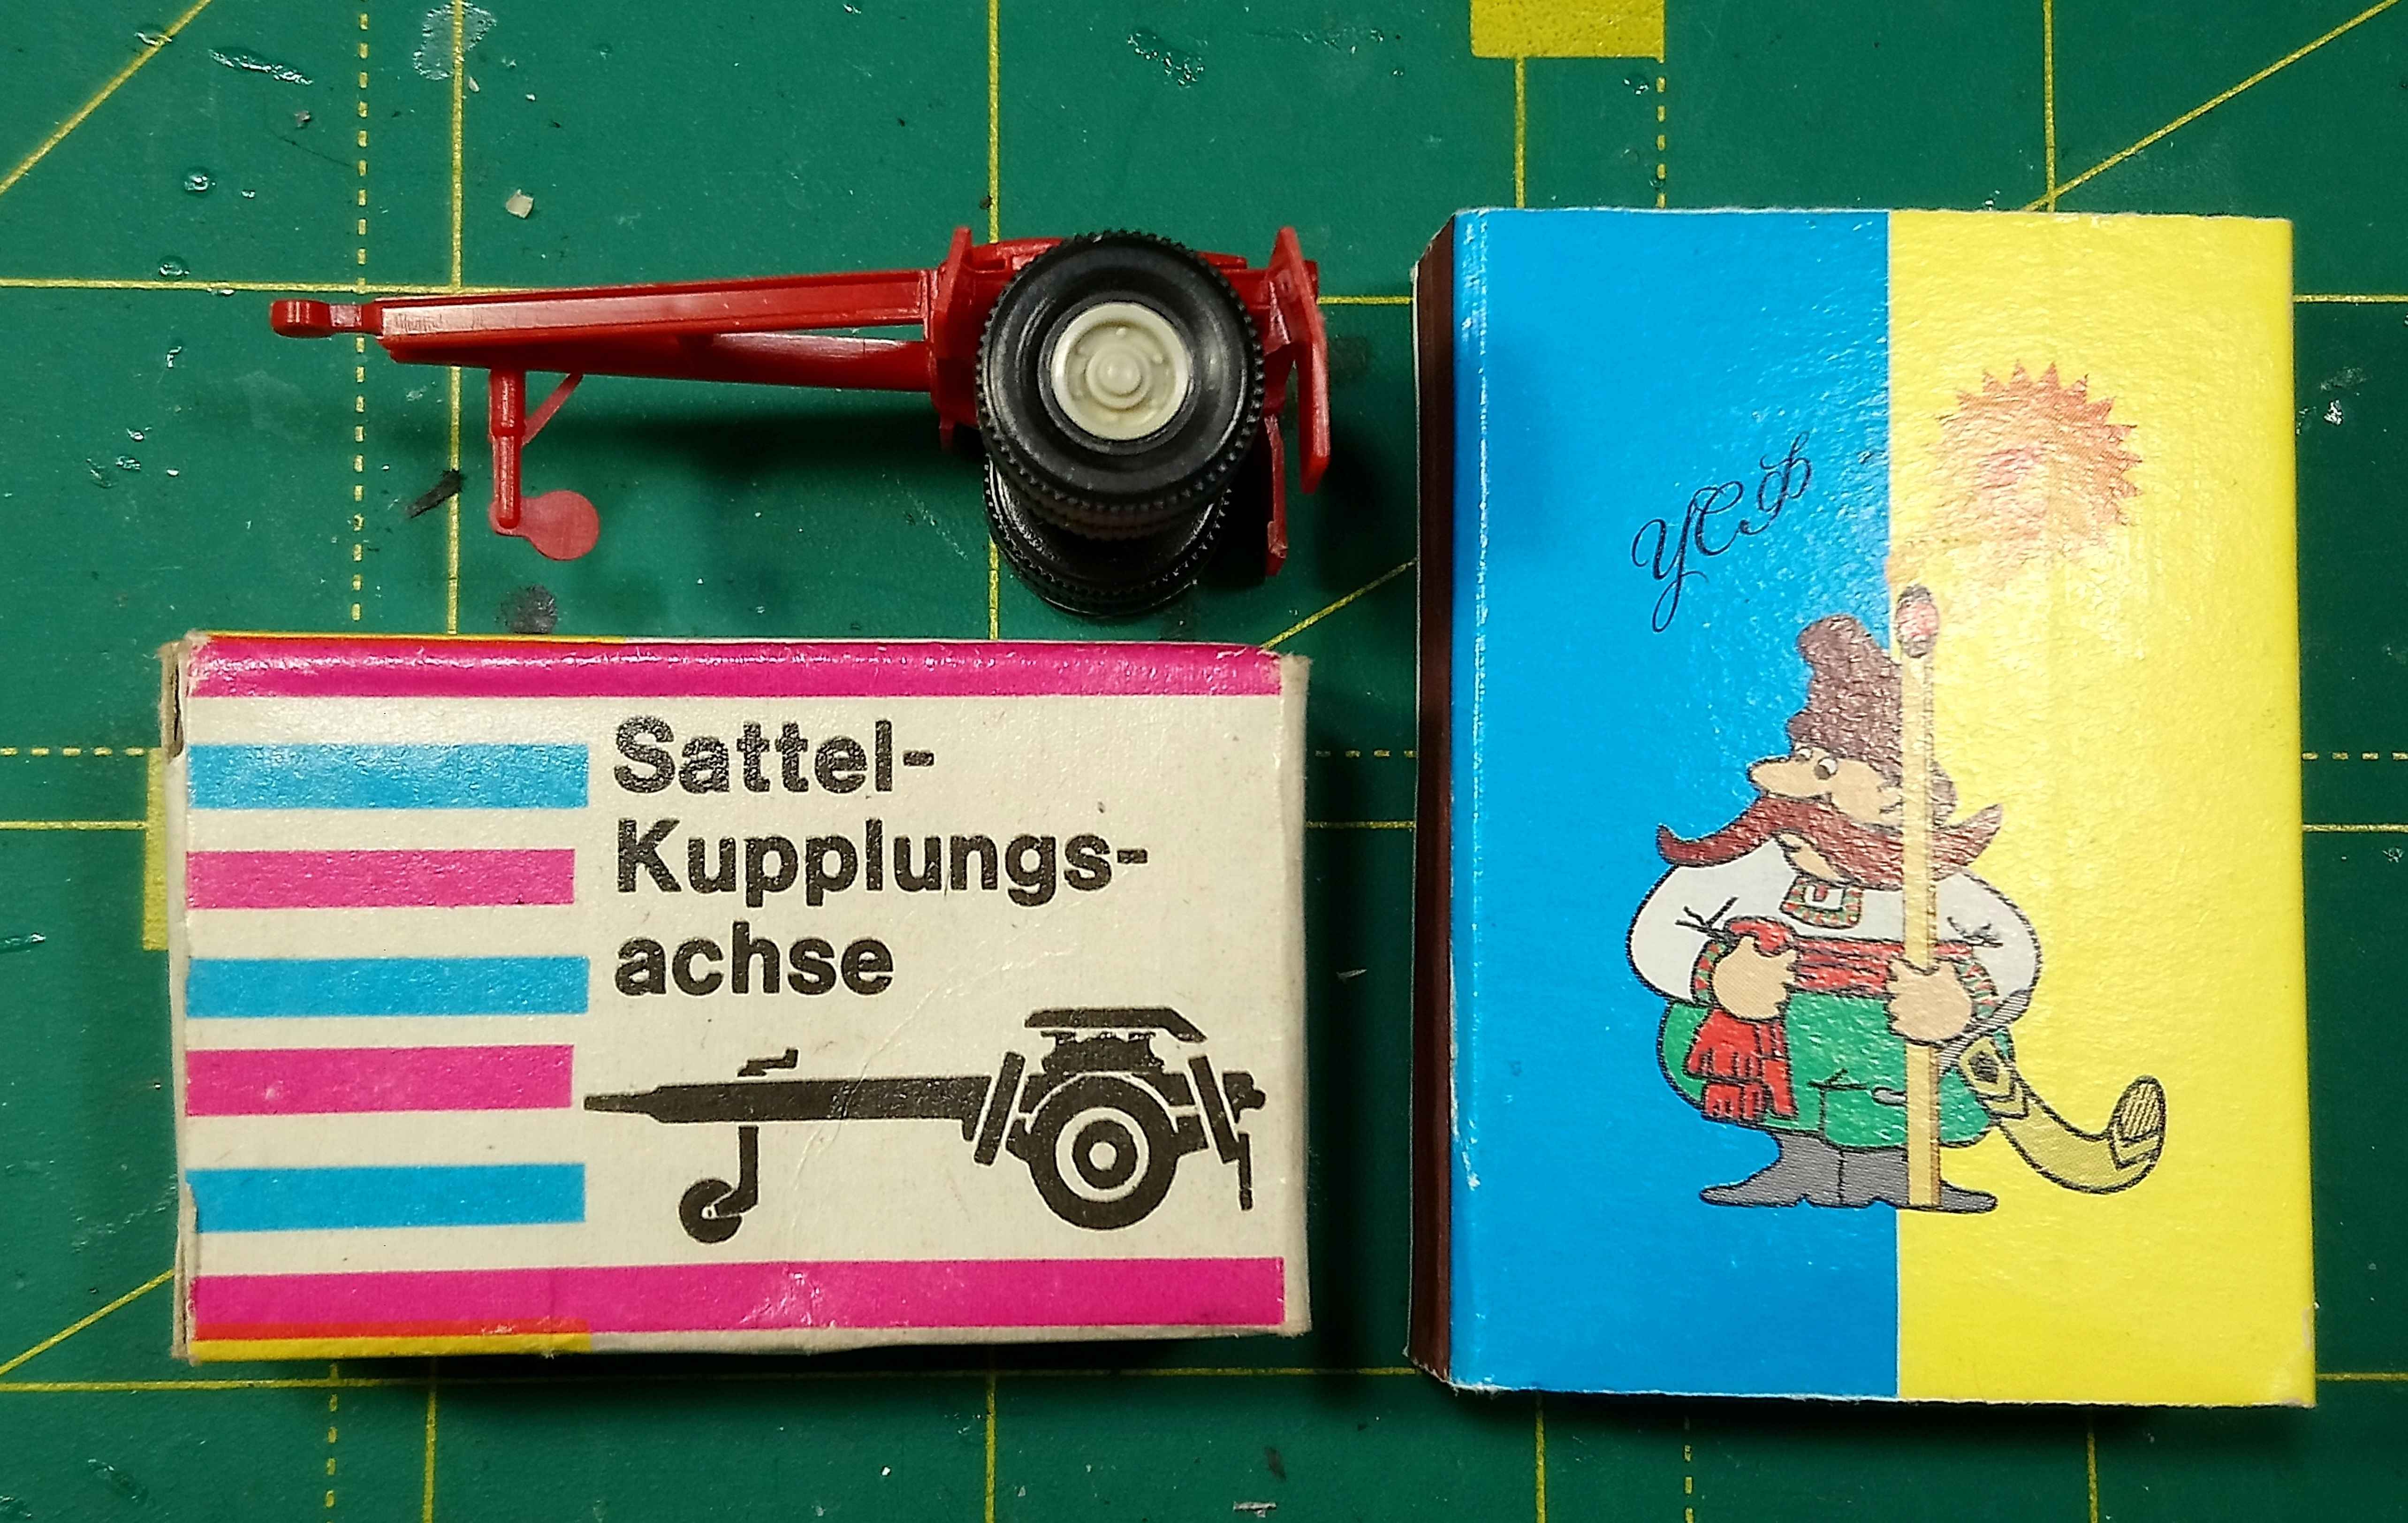 Sattel-
Kupplungs-
achse
УСФ